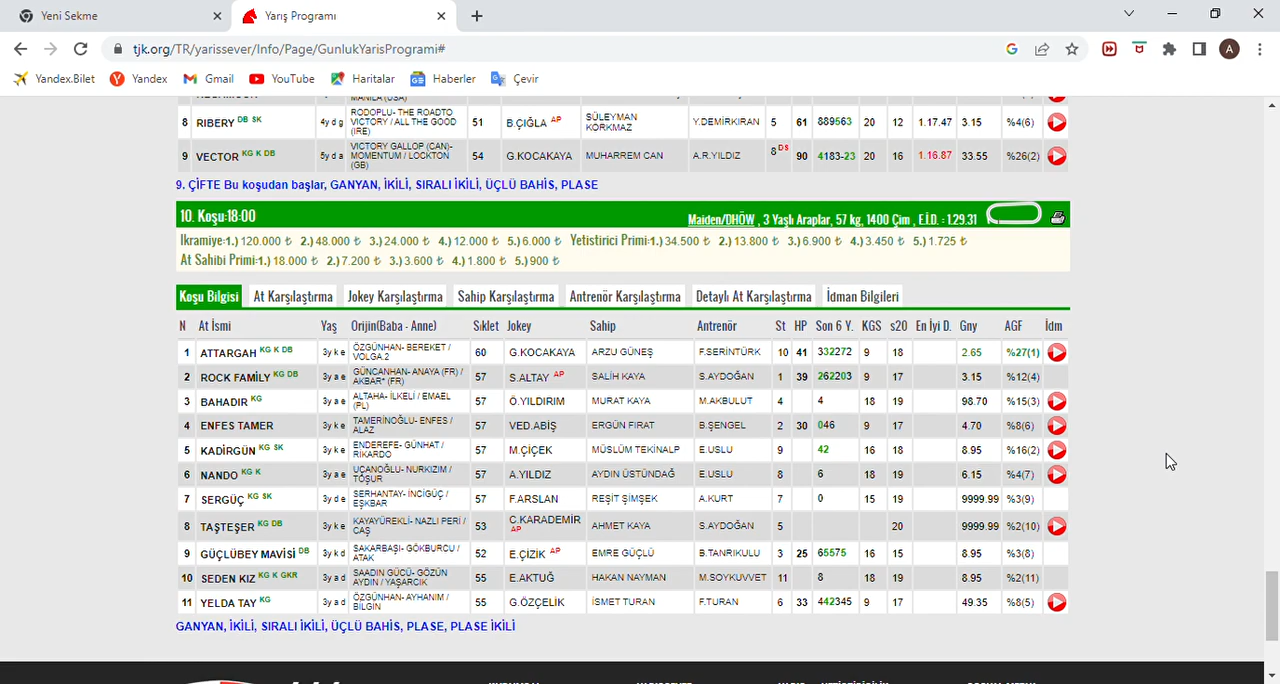 Yeni Sekme
Yarış Programı
tjk.org/TR/yarissever/Info/Page/GunlukYarisProgrami#
A
Yandex.Bilet Yandex Gmail YouTube Haritalar Haberler Çevir
MANILA (USA)
8 RIBERY DB SK 4y d g RODOPLU- THE ROADTO VICTORY / ALL THE GOOD (IRE) 51 B.ÇIĞLA AP SÜLEYMAN KORKMAZ Y.DEMİRKIRAN 5 61 889563 20 12 1.17.47 3.15 %4(6)
9 VECTOR KG K DB 5y d a VICTORY GALLOP (CAN)- MOMENTUM / LOCKTON (GB) 54 G.KOCAKAYA MUHARREM CAN A.R.YILDIZ 8 DS 90 4183-23 20 16 1.16.87 33.55 %26(2)
9. ÇİFTE Bu koşudan başlar, GANYAN, İKİLİ, SIRALI İKİLİ, ÜÇLÜ BAHİS, PLASE
10. Koşu:18:00 Maiden/DHÖW , 3 Yaşlı Araplar, 57 kg, 1400 Çim , E.İ.D. : 1.29.31
İkramiye:1.) 120.000 ₺ 2.) 48.000 ₺ 3.) 24.000 ₺ 4.) 12.000 ₺ 5.) 6.000 ₺ Yetistirici Primi:1.) 34.500 ₺ 2.) 13.800 ₺ 3.) 6.900 ₺ 4.) 3.450 ₺ 5.) 1.725 ₺
At Sahibi Primi:1.) 18.000 ₺ 2.) 7.200 ₺ 3.) 3.600 ₺ 4.) 1.800 ₺ 5.) 900 ₺
Koşu Bilgisi At Karşılaştırma Jokey Karşılaştırma Sahip Karşılaştırma Antrenör Karşılaştırma Detaylı At Karşılaştırma İdman Bilgileri
N At İsmi Yaş Orijin(Baba - Anne) Sıklet Jokey Sahip Antrenör St HP Son 6 Y. KGS s20 En İyi D. Gny AGF İdm
1 ATTARGAH KG K DB 3y k e ÖZGÜNHAN- BEREKET / VOLGA.2 60 G.KOCAKAYA ARZU GÜNEŞ F.SERİNTÜRK 10 41 332272 9 18 2.65 %27(1)
2 ROCK FAMİLY KG DB 3y a e GÜNCANHAN- ANAYA (FR) / AKBAR* (FR) 57 S.ALTAY AP SALİH KAYA S.AYDOĞAN 1 39 262203 9 17 3.15 %12(4)
3 BAHADIR KG 3y a e ALTAHA- İLKELİ / EMAEL (PL) 57 Ö.YILDIRIM MURAT KAYA M.AKBULUT 4 4 18 19 98.70 %15(3)
4 ENFES TAMER 3y k e TAMERİNOĞLU- ENFES / ALAZ 57 VED.ABİŞ ERGÜN FIRAT B.ŞENGEL 2 30 046 9 17 4.70 %8(6)
5 KADİRGÜN KG SK 3y k e ENDEREFE- GÜNHAT / RİKARDO 57 M.ÇİÇEK MÜSLÜM TEKİNALP E.USLU 9 42 16 18 8.95 %16(2)
6 NANDO KG K 3y a e UÇANOĞLU- NURKIZIM / TÖSUR 57 A.YILDIZ AYDIN ÜSTÜNDAĞ E.USLU 8 6 18 19 6.15 %4(7)
7 SERGÜÇ KG SK 3y d e SERHANTAY- İNCİGÜÇ / EŞKBAR 57 F.ARSLAN REŞİT ŞİMŞEK A.KURT 7 0 15 19 9999.99 %3(9)
8 TAŞTEŞER KG DB 3y k e KAYAYÜREKLİ- NAZLI PERİ / CAŞ 53 C.KARADEMİR AP AHMET KAYA S.AYDOĞAN 5 20 9999.99 %2(10)
9 GÜÇLÜBEY MAVİSİ DB 3y k d SAKARBAŞI- GÖKBURCU / ATAK 52 E.ÇİZİK AP EMRE GÜÇLÜ B.TANRIKULU 3 25 65575 16 15 8.95 %3(8)
10 SEDEN KIZ KG K GKR 3y a d SAADIN GÜCÜ- GÖZÜN AYDIN / YAŞARCIK 55 E.AKTUĞ HAKAN NAYMAN M.SOYKUVVET 11 8 18 19 8.95 %2(11)
11 YELDA TAY KG 3y a d ÖZGÜNHAN- AYHANIM / BİLGİN 55 G.ÖZÇELİK İSMET TURAN F.TURAN 6 33 442345 9 17 49.35 %8(5)
GANYAN, İKİLİ, SIRALI İKİLİ, ÜÇLÜ BAHİS, PLASE, PLASE İKİLİ